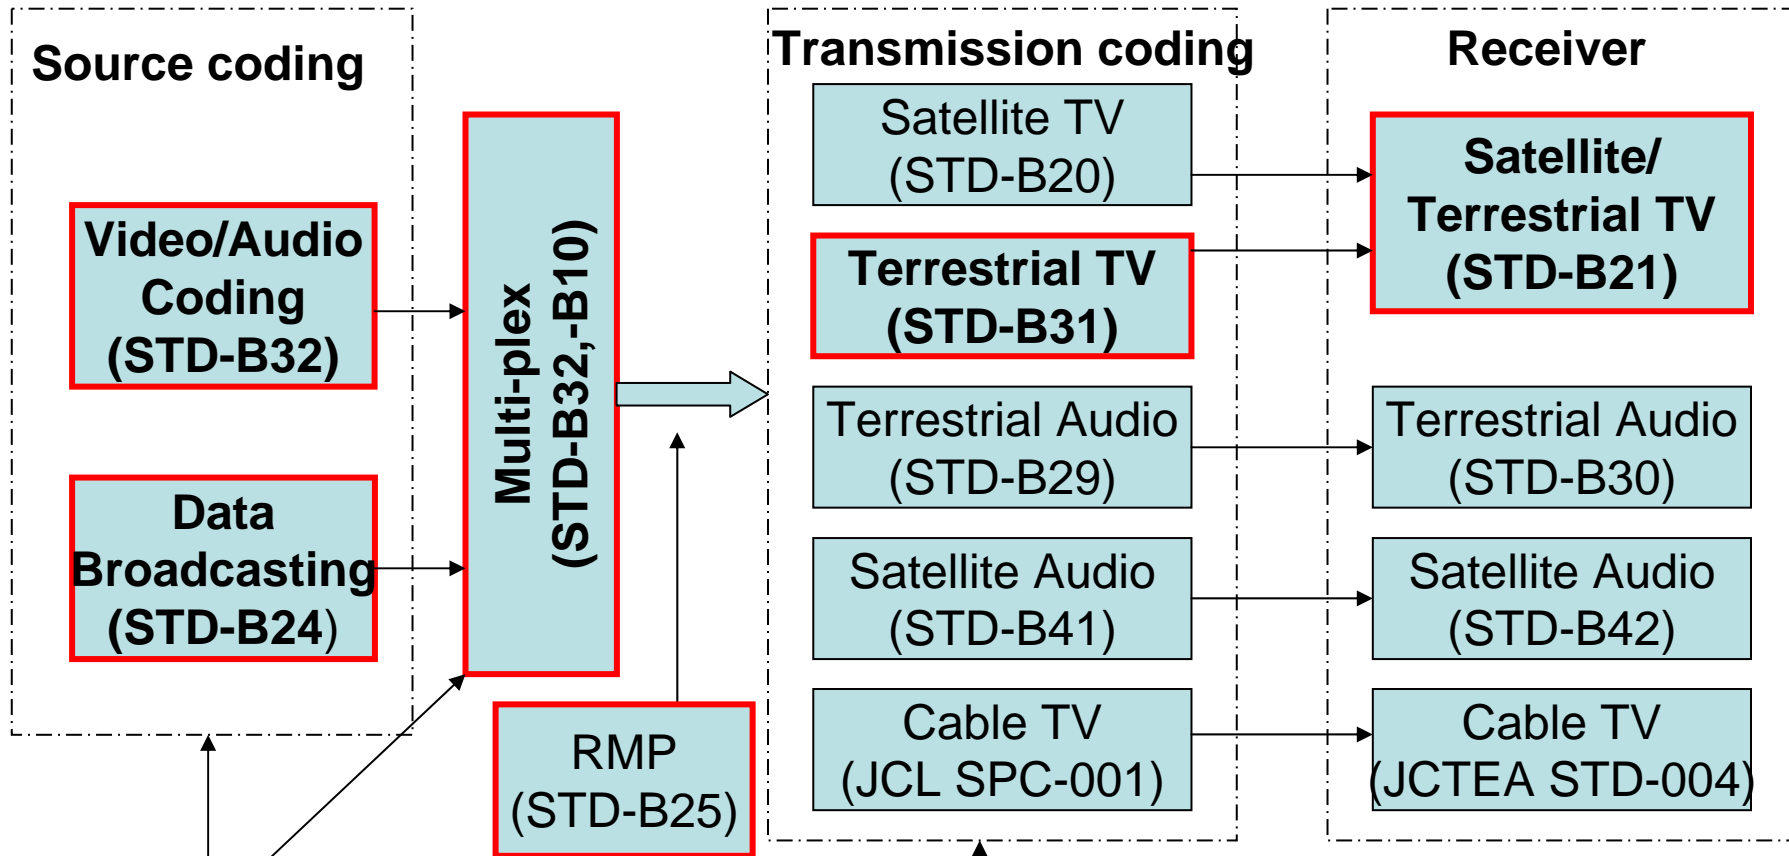 Source coding
Video/Audio
Coding
(STD-B32)
Data
Broadcasting
(STD-B24)
Multi-plex
(STD-B32,-B10)
RMP
(STD-B25)
Transmission coding
Satellite TV
(STD-B20)
Terrestrial TV
(STD-B31)
Terrestrial Audio
(STD-B29)
Satellite Audio
(STD-B41)
Cable TV
(JCL SPC-001)
Receiver
Satellite/
Terrestrial TV
(STD-B21)
Terrestrial Audio
(STD-B30)
Satellite Audio
(STD-B42)
Cable TV
(JCTEA STD-004)